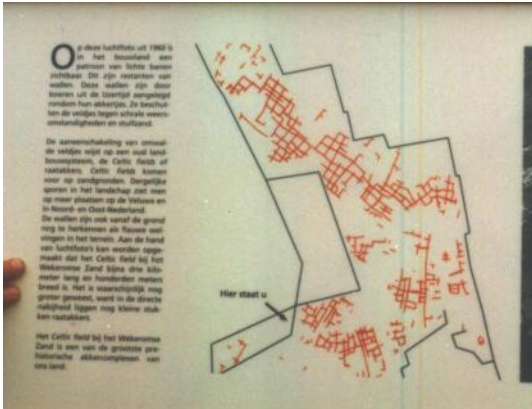 Op deze luchtfoto uit 1960 is
in het bouwland een
patroon van lichte banen
zichtbaar. Dit zijn restanten van
wallen. Deze wallen zijn door
boeren uit de IJzertijd aangelegd
rondom hun akkertjes. Ze beschut-
ten de veldjes tegen schrale weers-
omstandigheden en stuifzand.
De aaneenschakeling van omwal-
de veldjes wijst op een oud land-
bouwsysteem, de Celtic fields of
raatakkers. Celtic fields komen
voor op zandgronden. Dergelijke
sporen in het landschap ziet men
op meer plaatsen op de Veluwe en
in Noord- en Oost-Nederland.
De wallen zijn ook vanaf de grond
nog te herkennen als flauwe wel-
vingen in het terrein. Aan de hand
van luchtfoto's kan worden opge-
maakt dat het Celtic field bij het
Wekeromse Zand bijna drie kilo-
meter lang en honderden meters
breed is. Het is waarschijnlijk nog
groter geweest, want in de directe
nabijheid liggen nog kleine stuk-
ken raatakkers.
Het Celtic field bij het Wekeromse
Zand is een van de grootste pre-
historische akkercomplexen van
ons land.
Hier staat u